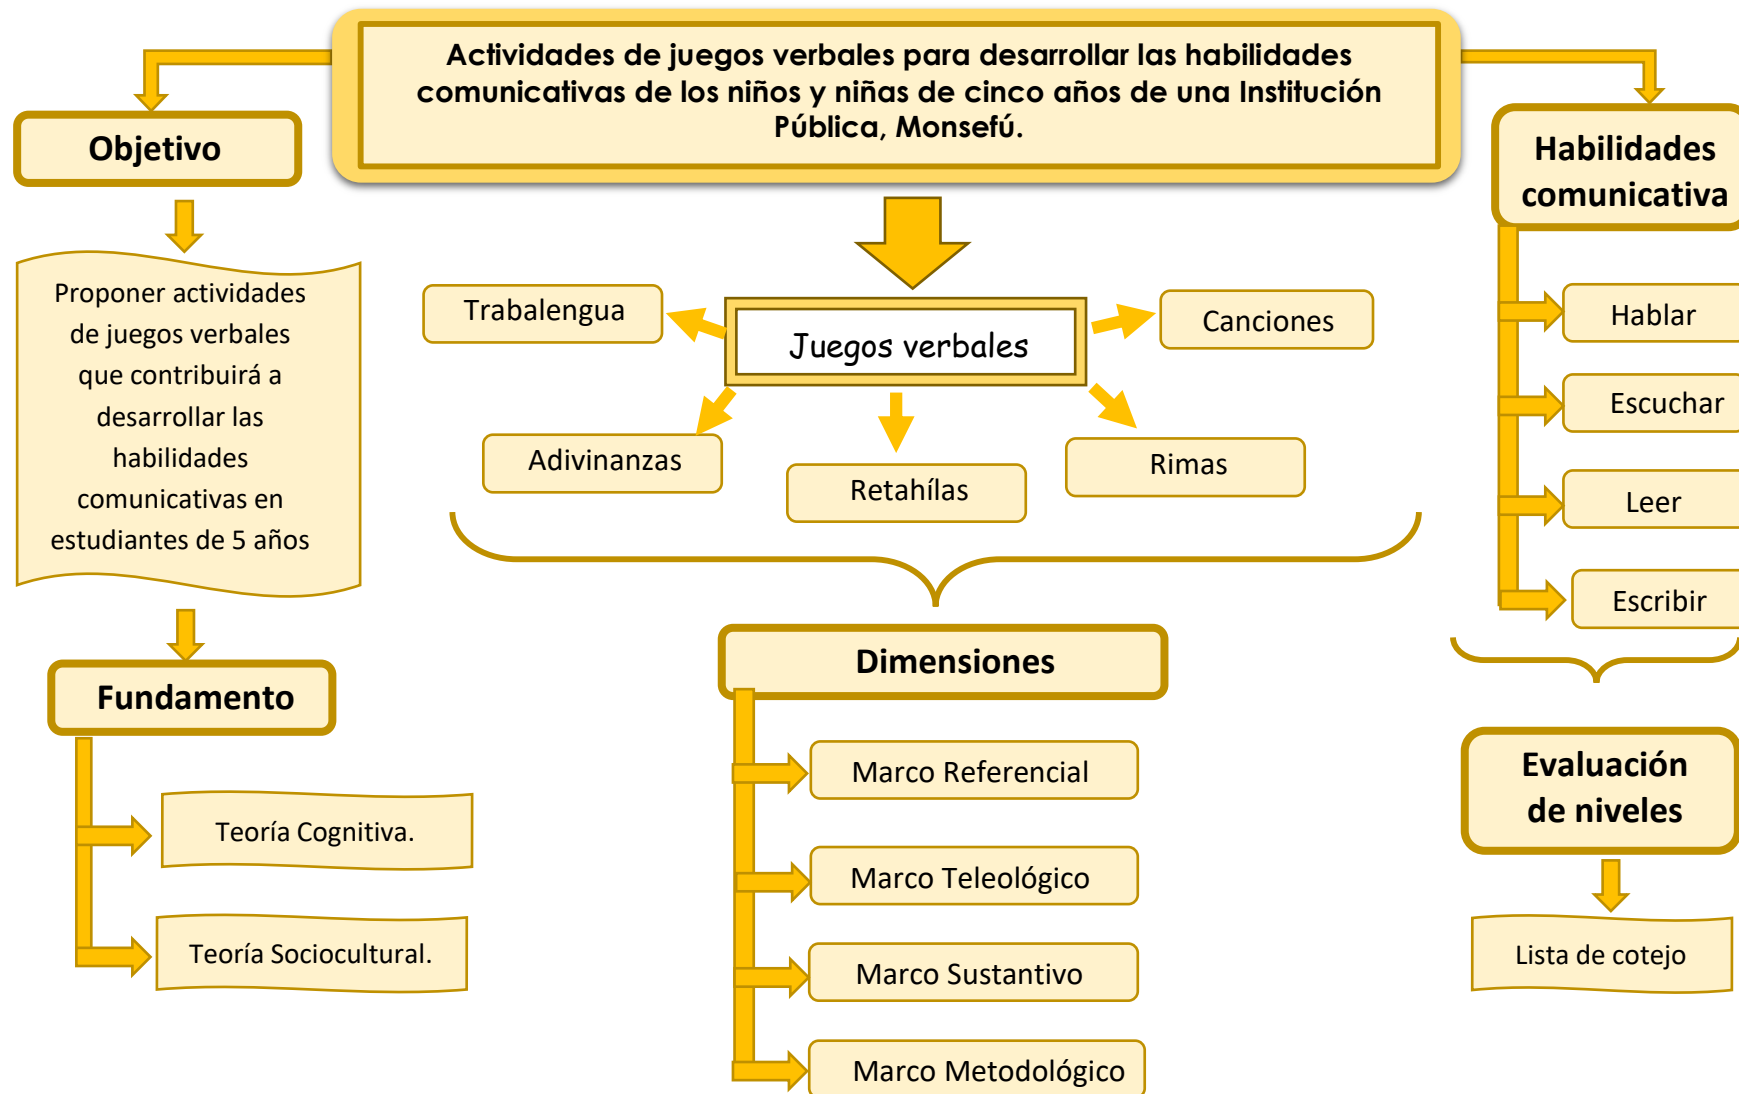 Actividades de juegos verbales para desarrollar las habilidades
comunicativas de los niños y niñas de cinco años de una Institución
Pública, Monsefú.
Objetivo
Proponer actividades
de juegos verbales
que contribuirá a
desarrollar las
habilidades
comunicativas en
estudiantes de 5 años
Fundamento
Teoría Cognitiva.
Teoría Sociocultural.
Juegos verbales
Trabalengua
Canciones
Adivinanzas
Retahílas
Rimas
Dimensiones
Marco Referencial
Marco Teleológico
Marco Sustantivo
Marco Metodológico
Habilidades
comunicativa
Hablar
Escuchar
Leer
Escribir
Evaluación
de niveles
Lista de cotejo